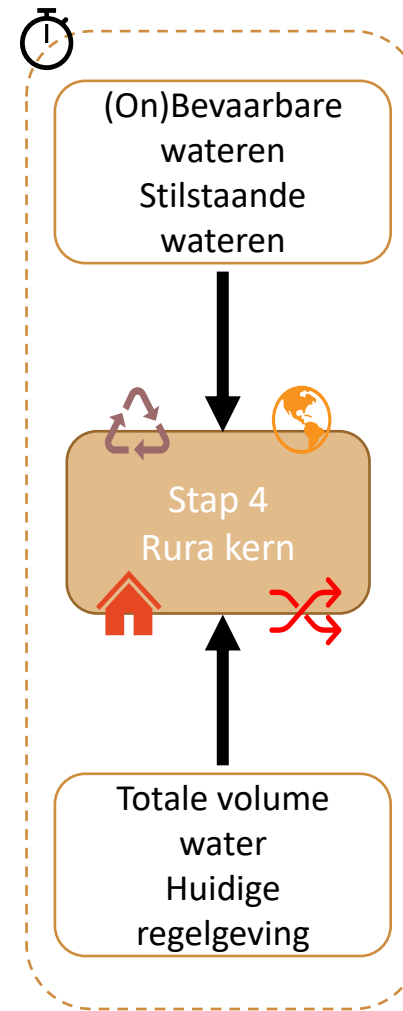 (On)Bevaarbare
wateren
Stilstaande
wateren
Stap 4
Rura kern
Totale volume
water
Huidige
regelgeving